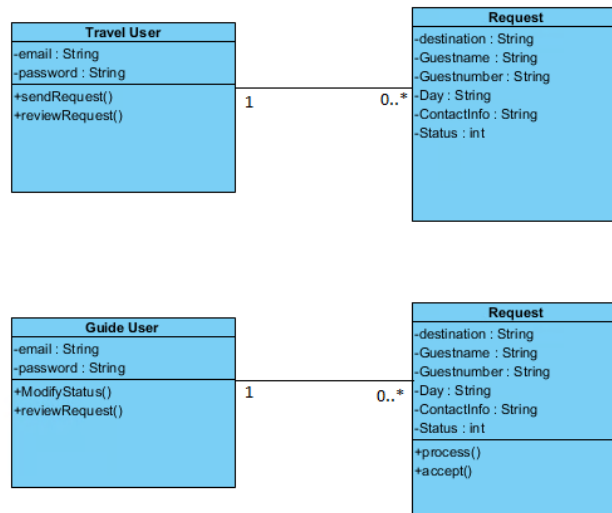 Travel User
-email : String
-password : String
+sendRequest()
+reviewRequest()
1
0..*
Request
-destination : String
-Guestname : String
-Guestnumber : String
-Day : String
-ContactInfo : String
-Status : int
Guide User
-email : String
-password : String
+ModifyStatus()
+reviewRequest()
1
0..*
Request
-destination : String
-Guestname : String
-Guestnumber : String
-Day : String
-ContactInfo : String
-Status : int
+process()
+accept()